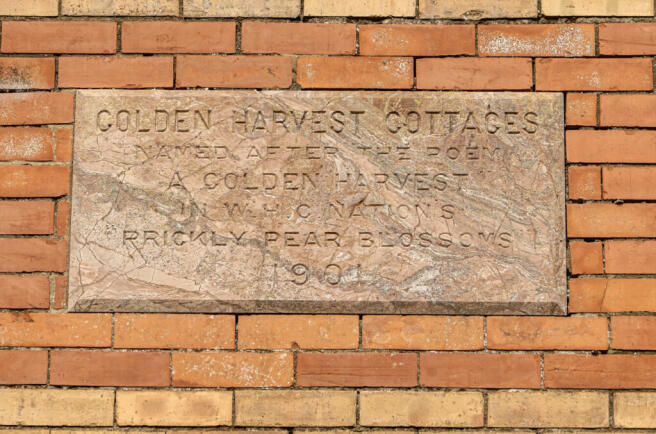 GOLDEN HARVEST COTTAGES
NAMED AFTER THE POEM
"A GOLDEN HARVEST"
IN W.H.C. NATION'S
PRICKLY PEAR BLOSSOMS
1901